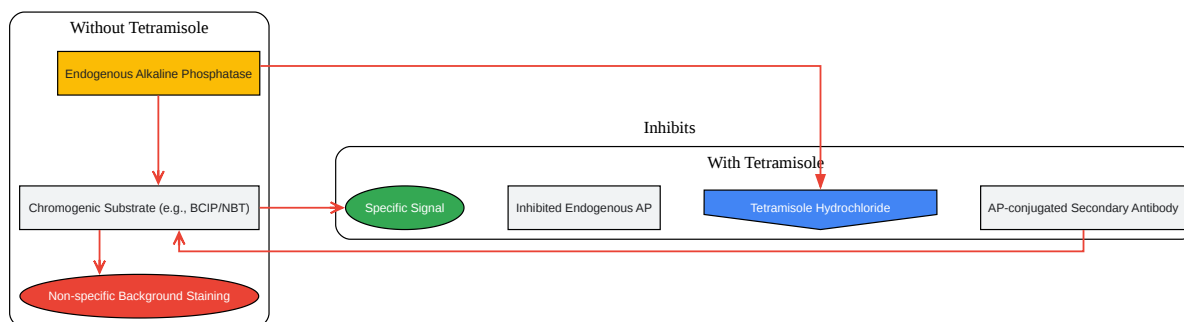 Without Tetramisole
Endogenous Alkaline Phosphatase
Inhibits
With Tetramisole
Chromogenic Substrate (e.g., BCIP/NBT)
Specific Signal
Inhibited Endogenous AP
Tetramisole Hydrochloride
AP-conjugated Secondary Antibody
Non-specific Background Staining